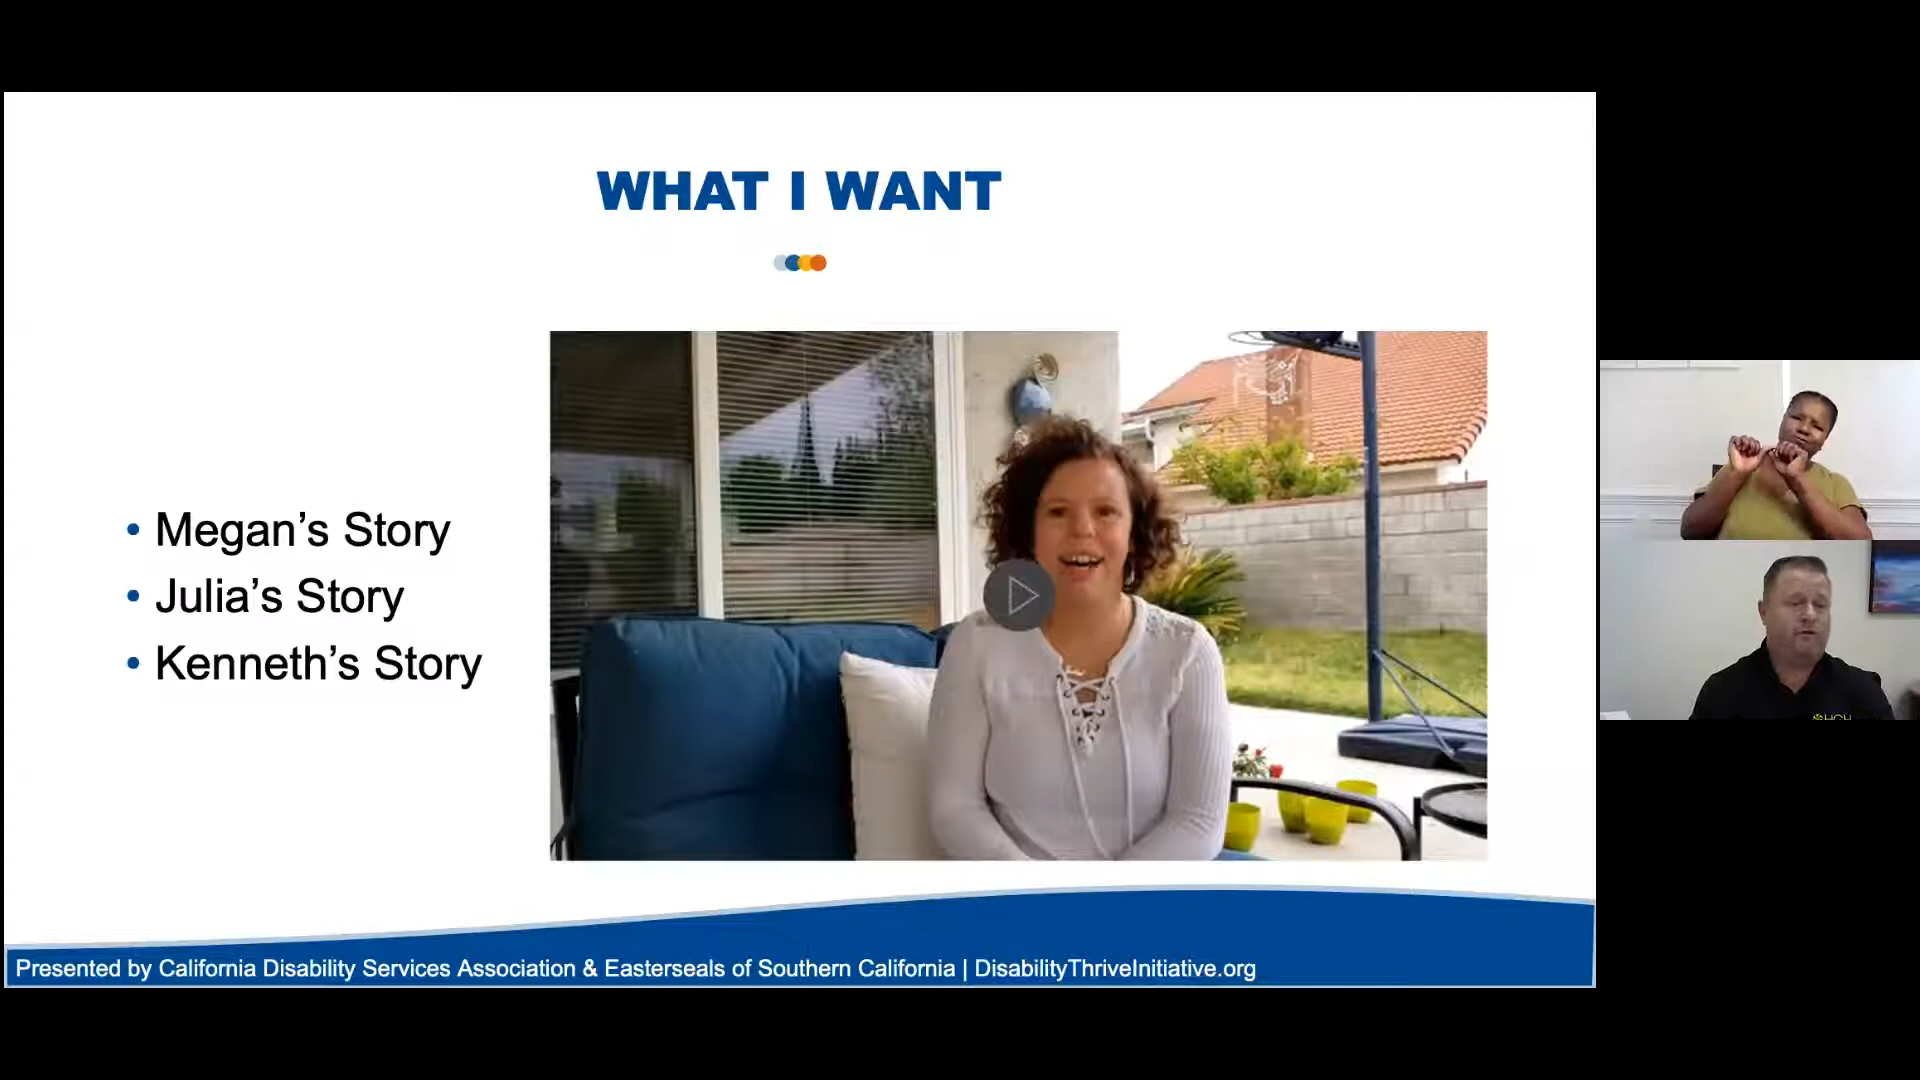 WHAT I WANT
• Megan’s Story
• Julia’s Story
• Kenneth’s Story
Presented by California Disability Services Association & Easterseals of Southern California | DisabilityThriveInitiative.org